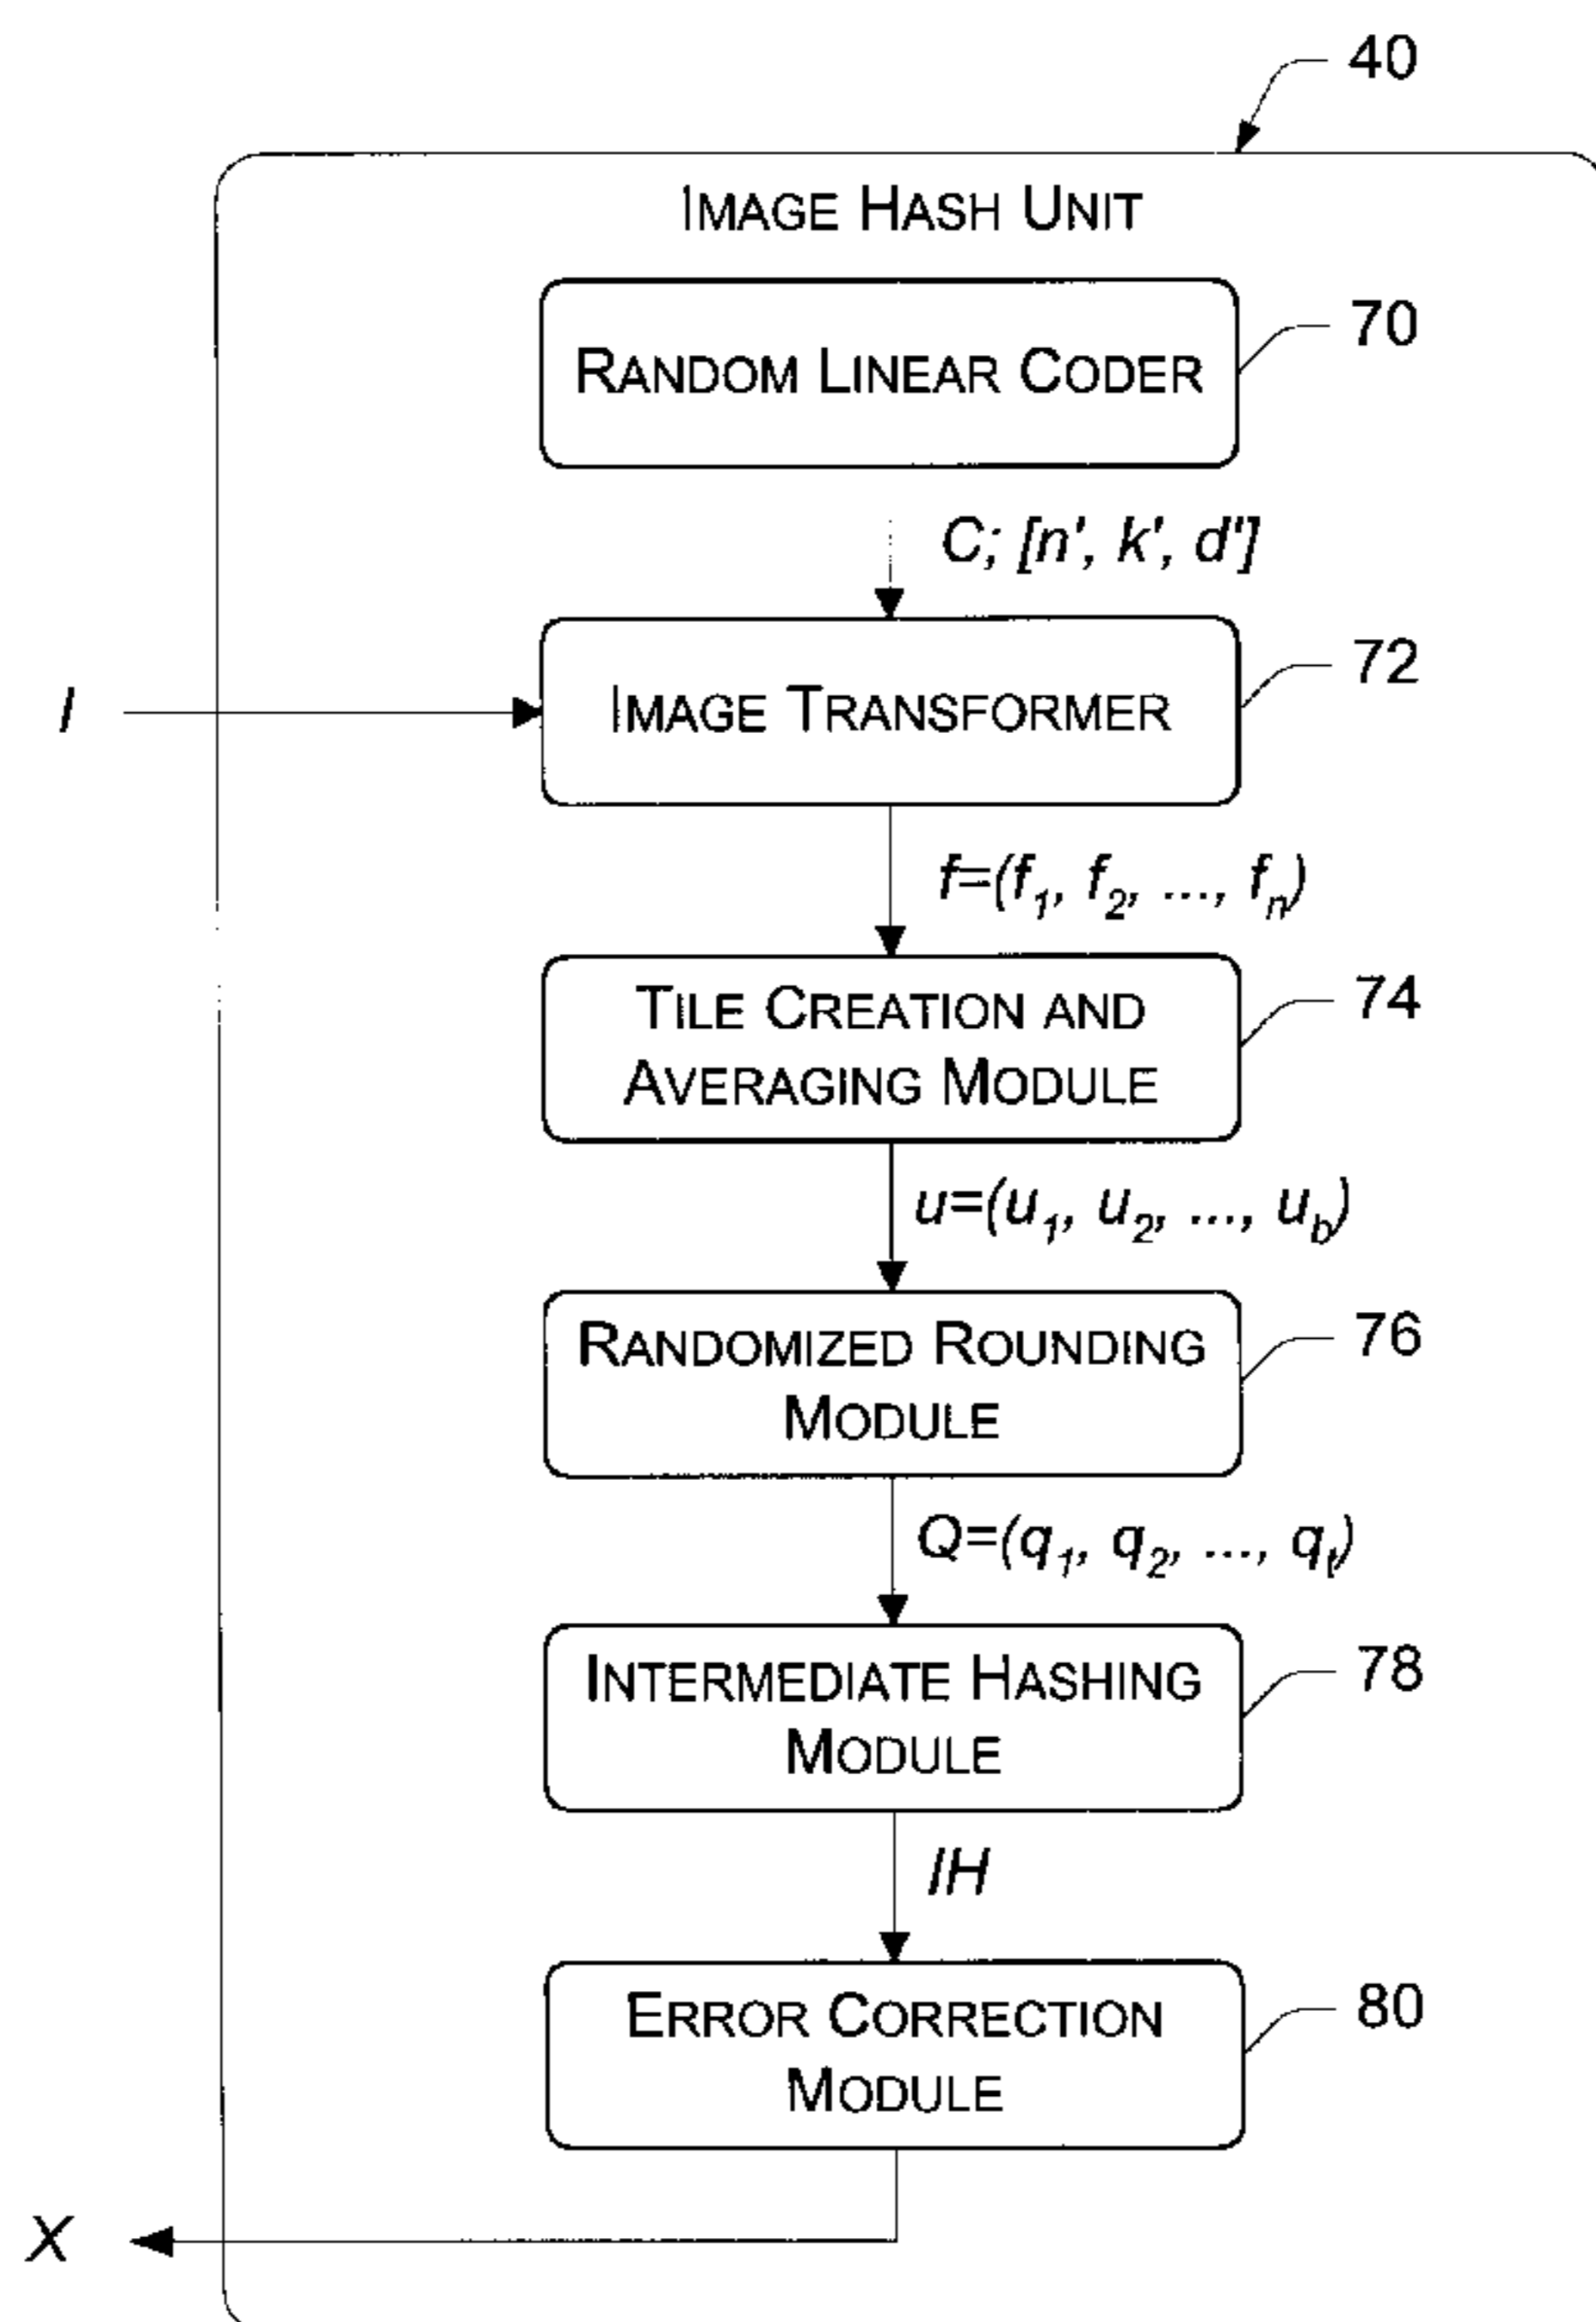 40
IMAGE HASH UNIT
RANDOM LINEAR CODER
70
C; [n', k', d'']
I
IMAGE TRANSFORMER
72
f=(f1, f2, ..., fn)
TILE CREATION AND
AVERAGING MODULE
74
u=(u1, u2, ..., ub)
RANDOMIZED ROUNDING
MODULE
76
Q=(q1, q2, ..., ql)
INTERMEDIATE HASHING
MODULE
78
IH
ERROR CORRECTION
MODULE
80
X